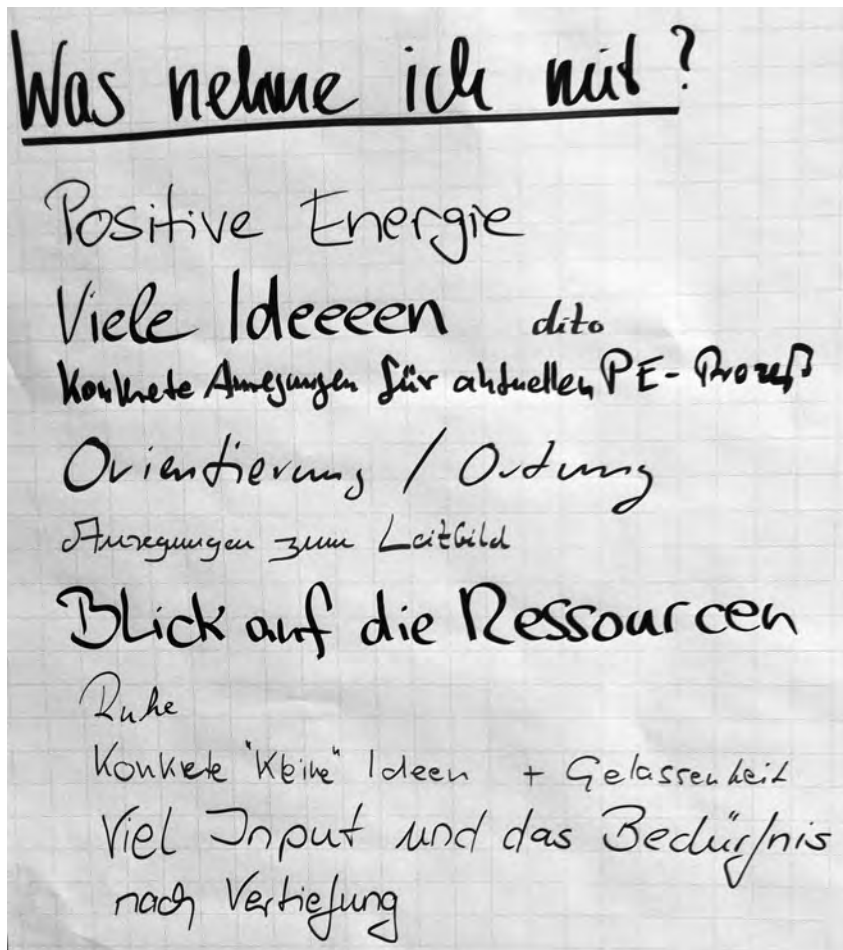 Was nehme ich mit?
Positive Energie
Viele Ideeeen dito
Konkrete Anregungen für aktuellen PE-Prozeß
Orientierung / Ordnung
Anregungen zum Leitbild
Blick auf die Ressourcen
Ruhe
Konkrete "Kleine" Ideen + Gelassenheit
Viel Input und das Bedürfnis
nach Vertiefung